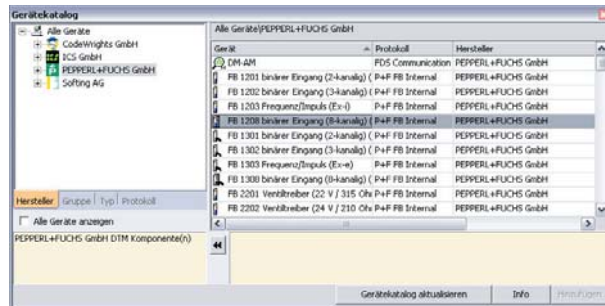 Gerätekatalog
Alle Geräte
CodeWrights GmbH
ICS GmbH
PEPPERL+FUCHS GmbH
Softing AG
Hersteller Gruppe Typ Protokoll
Alle Geräte anzeigen
PEPPERL+FUCHS GmbH DTM Komponente(n)
Alle Geräte\PEPPERL+FUCHS GmbH
Gerät Protokoll Hersteller
DM-AM FDS Communication PEPPERL+FUCHS GmbH
FB 1201 binärer Eingang (2-kanalig) ( P+F FB Internal PEPPERL+FUCHS GmbH
FB 1202 binärer Eingang (3-kanalig) ( P+F FB Internal PEPPERL+FUCHS GmbH
FB 1203 Frequenz/Impuls (Ex-i) P+F FB Internal PEPPERL+FUCHS GmbH
FB 1208 binärer Eingang (8-kanalig) ( P+F FB Internal PEPPERL+FUCHS GmbH
FB 1301 binärer Eingang (2-kanalig) ( P+F FB Internal PEPPERL+FUCHS GmbH
FB 1302 binärer Eingang (3-kanalig) ( P+F FB Internal PEPPERL+FUCHS GmbH
FB 1303 Frequenz/Impuls (Ex-e) P+F FB Internal PEPPERL+FUCHS GmbH
FB 1308 binärer Eingang (8-kanalig) ( P+F FB Internal PEPPERL+FUCHS GmbH
FB 2201 Ventiltreiber (22 V / 315 Ohm P+F FB Internal PEPPERL+FUCHS GmbH
FB 2202 Ventiltreiber (24 V / 210 Ohm P+F FB Internal PEPPERL+FUCHS GmbH
Gerätekatalog aktualisieren Info Hinzufügen